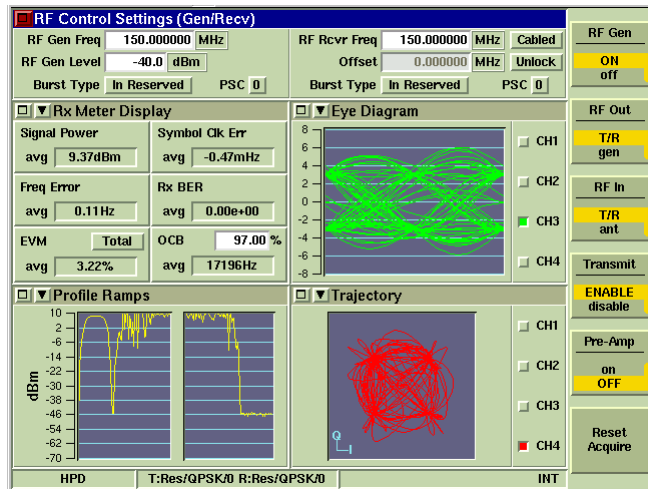 RF Control Settings (Gen/Recv)
RF Gen Freq 150.000000 MHz RF Rcvr Freq 150.000000 MHz Cabled
RF Gen Level -40.0 dBm Offset 0.000000 MHz Unlock
Burst Type In Reserved PSC 0 Burst Type In Reserved PSC 0
Rx Meter Display
Signal Power Symbol Clk Err
avg 9.37dBm avg -0.47mHz
Freq Error Rx BER
avg 0.11Hz avg 0.00e+00
EVM Total OCB 97.00 %
avg 3.22% avg 17196Hz
Eye Diagram
8
6
4
2
0
-2
-4
-6
-8
CH1
CH2
CH3
CH4
Profile Ramps
dBm
10
2
-6
-14
-22
-30
-38
-46
-54
-62
-70
Trajectory
Q
I
CH1
CH2
CH3
CH4
RF Gen
ON
off
RF Out
T/R
gen
RF In
T/R
ant
Transmit
ENABLE
disable
Pre-Amp
on
OFF
Reset
Acquire
HPD T:Res/QPSK/0 R:Res/QPSK/0 INT